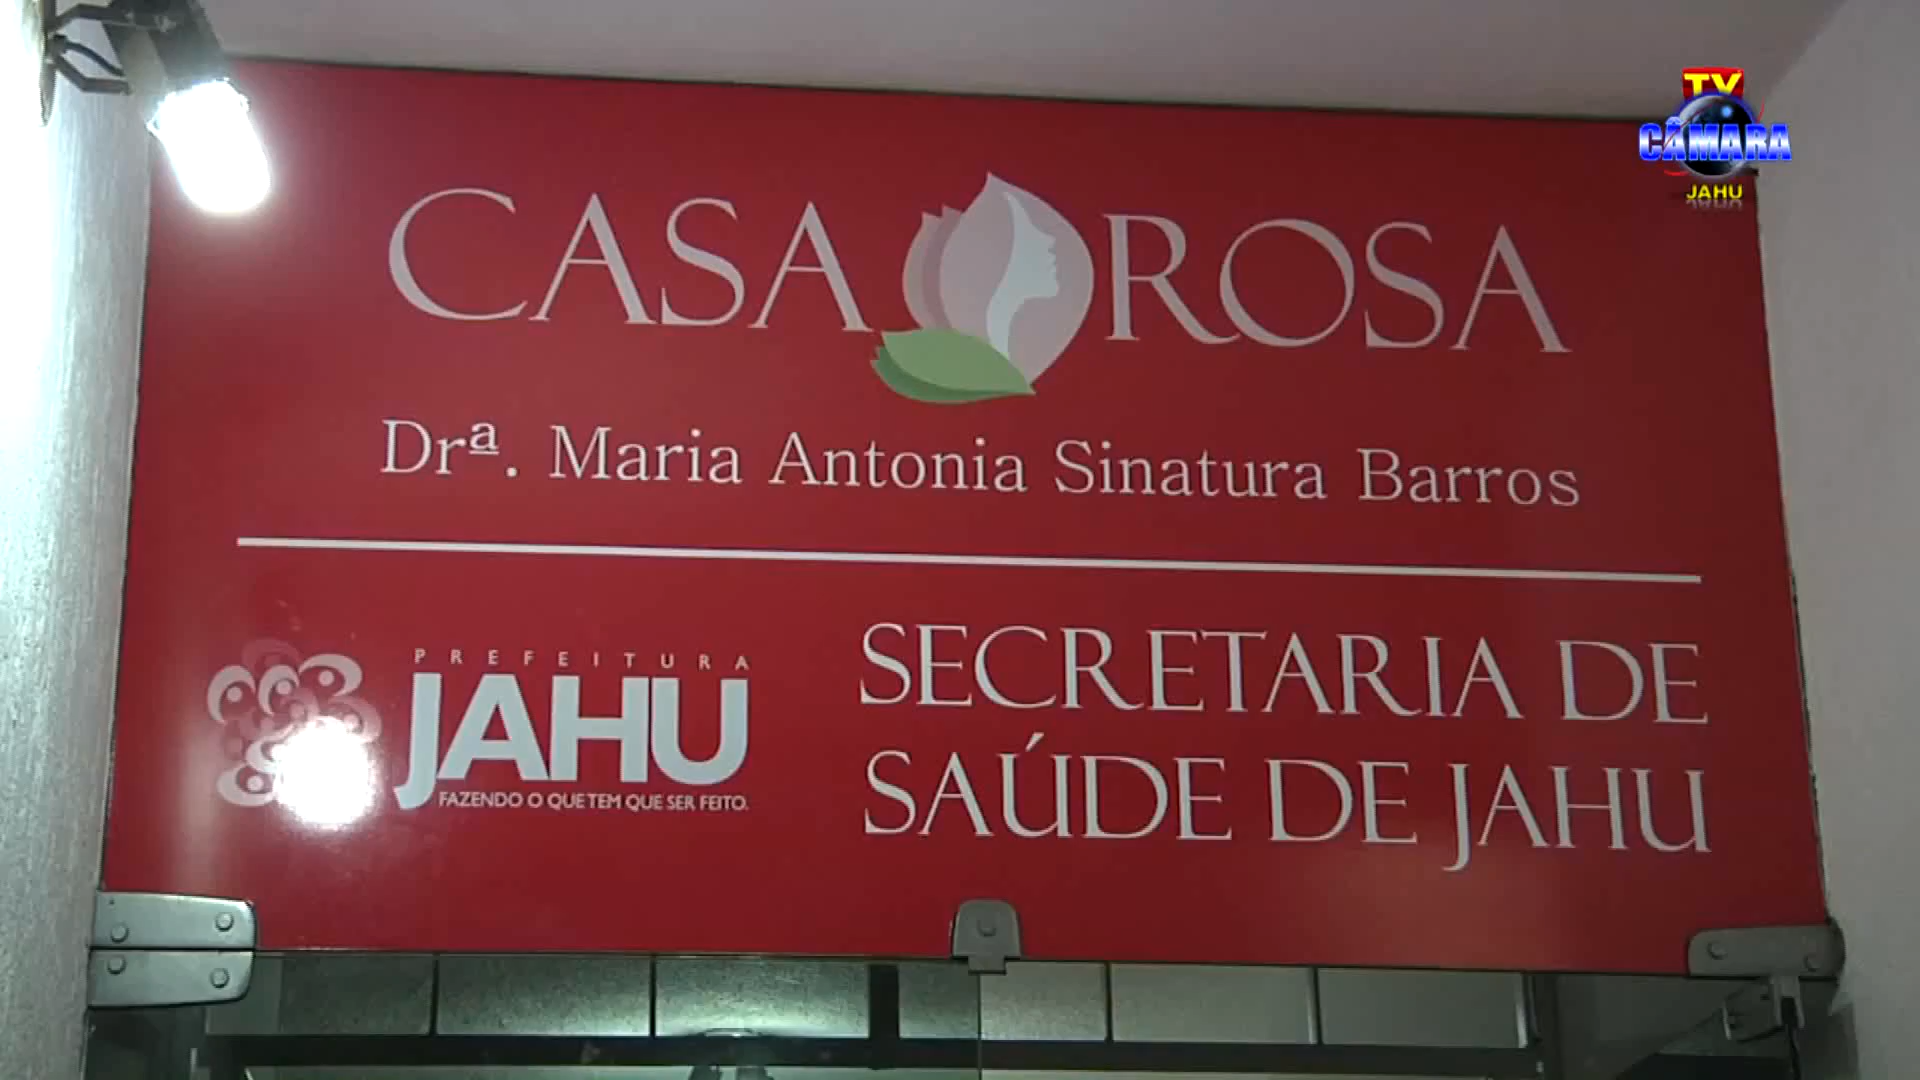 TV
CÂMARA
JAHU
CASA ROSA
Drª. Maria Antonia Sinatura Barros
PREFEITURA
JAHU
FAZENDO O QUE TEM QUE SER FEITO.
SECRETARIA DE
SAÚDE DE JAHU